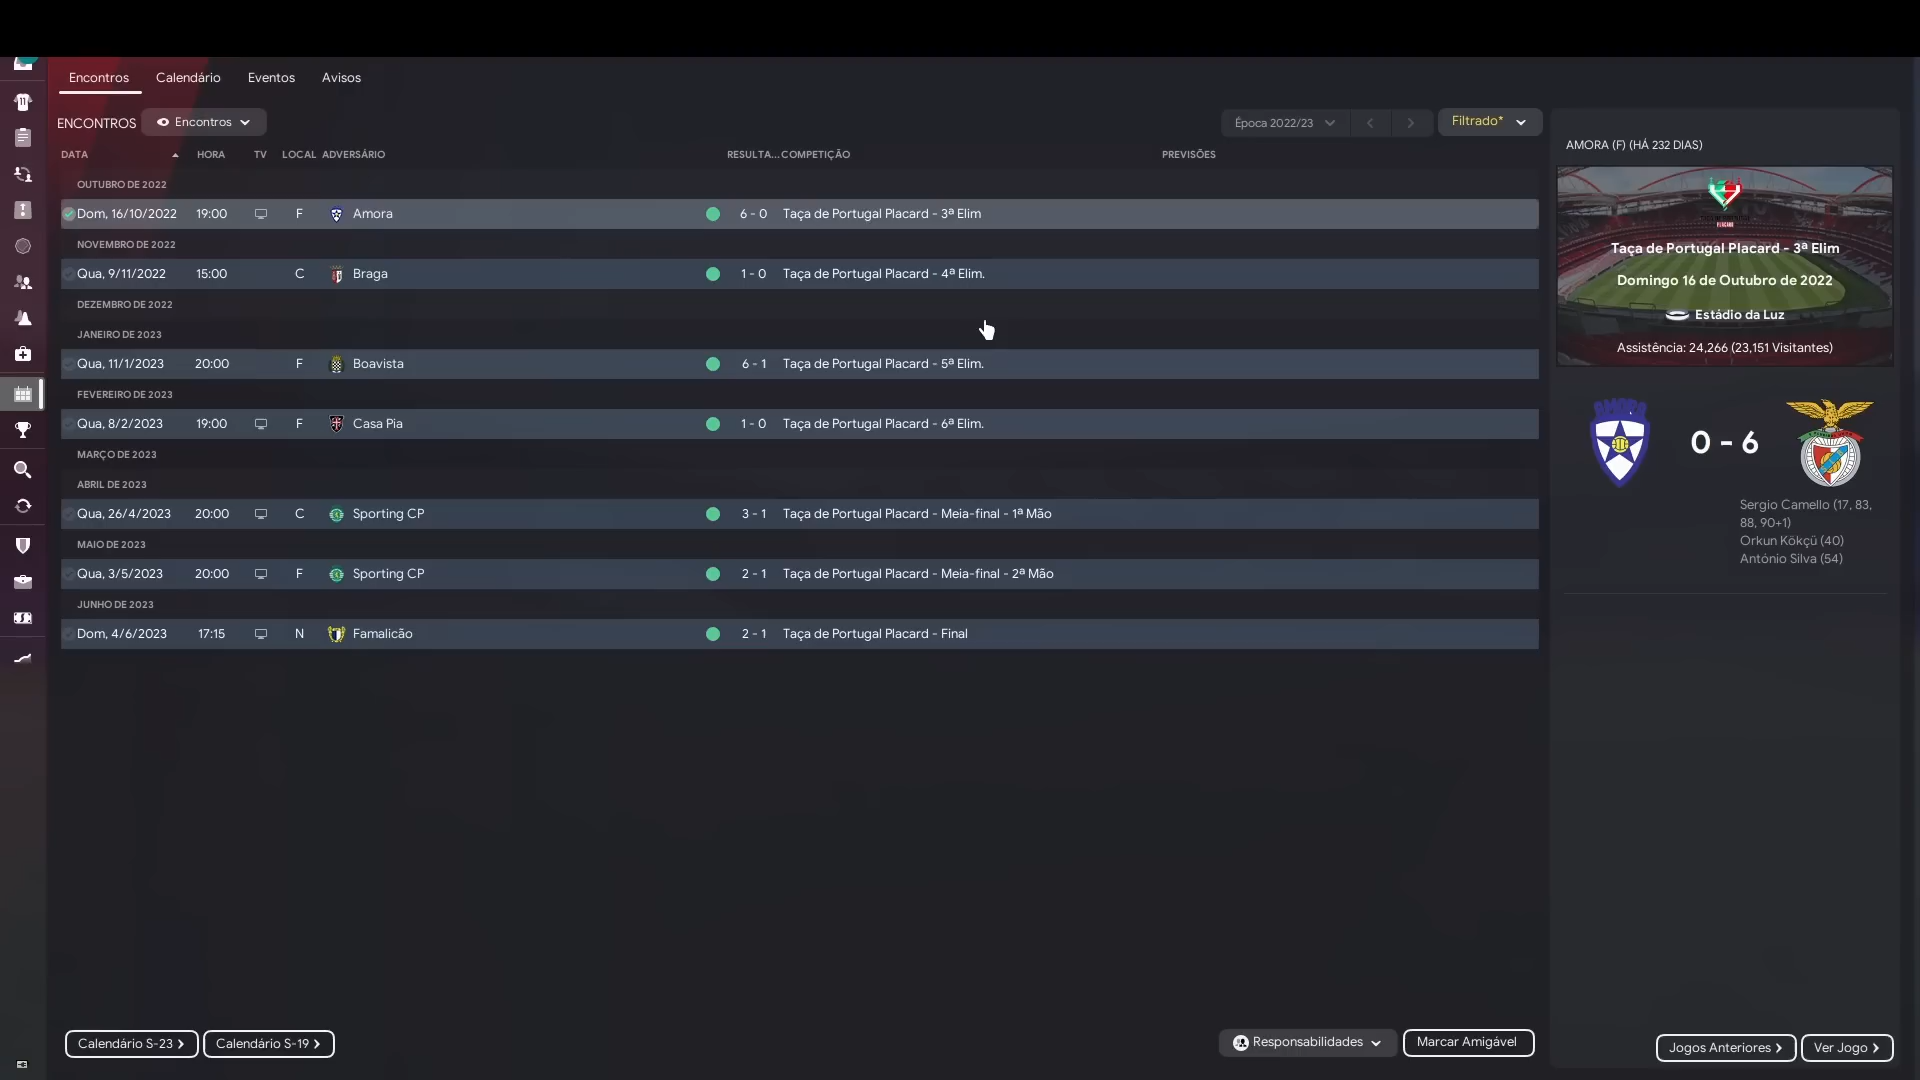 Encontros Calendário Eventos Avisos
ENCONTROS Encontros Época 2022/23 Filtrado*
DATA HORA TV LOCAL ADVERSÁRIO RESULTA... COMPETIÇÃO PREVISÕES
OUTUBRO DE 2022
Dom, 16/10/2022 19:00 F Amora 6 - 0 Taça de Portugal Placard - 3ª Elim
NOVEMBRO DE 2022
Qua, 9/11/2022 15:00 C Braga 1 - 0 Taça de Portugal Placard - 4ª Elim.
DEZEMBRO DE 2022
JANEIRO DE 2023
Qua, 11/1/2023 20:00 F Boavista 6 - 1 Taça de Portugal Placard - 5ª Elim.
FEVEREIRO DE 2023
Qua, 8/2/2023 19:00 F Casa Pia 1 - 0 Taça de Portugal Placard - 6ª Elim.
MARÇO DE 2023
ABRIL DE 2023
Qua, 26/4/2023 20:00 C Sporting CP 3 - 1 Taça de Portugal Placard - Meia-final - 1ª Mão
MAIO DE 2023
Qua, 3/5/2023 20:00 F Sporting CP 2 - 1 Taça de Portugal Placard - Meia-final - 2ª Mão
JUNHO DE 2023
Dom, 4/6/2023 17:15 N Famalicão 2 - 1 Taça de Portugal Placard - Final
Calendário S-23 Calendário S-19 Responsabilidades Marcar Amigável
AMORA (F) (HÁ 232 DIAS)
Taça de Portugal Placard - 3ª Elim
Domingo 16 de Outubro de 2022
Estádio da Luz
Assistência: 24,266 (23,151 Visitantes)
AMORA
0 - 6
Sergio Camello (17, 83,
88, 90+1)
Orkun Kökçü (40)
António Silva (54)
Jogos Anteriores Ver Jogo